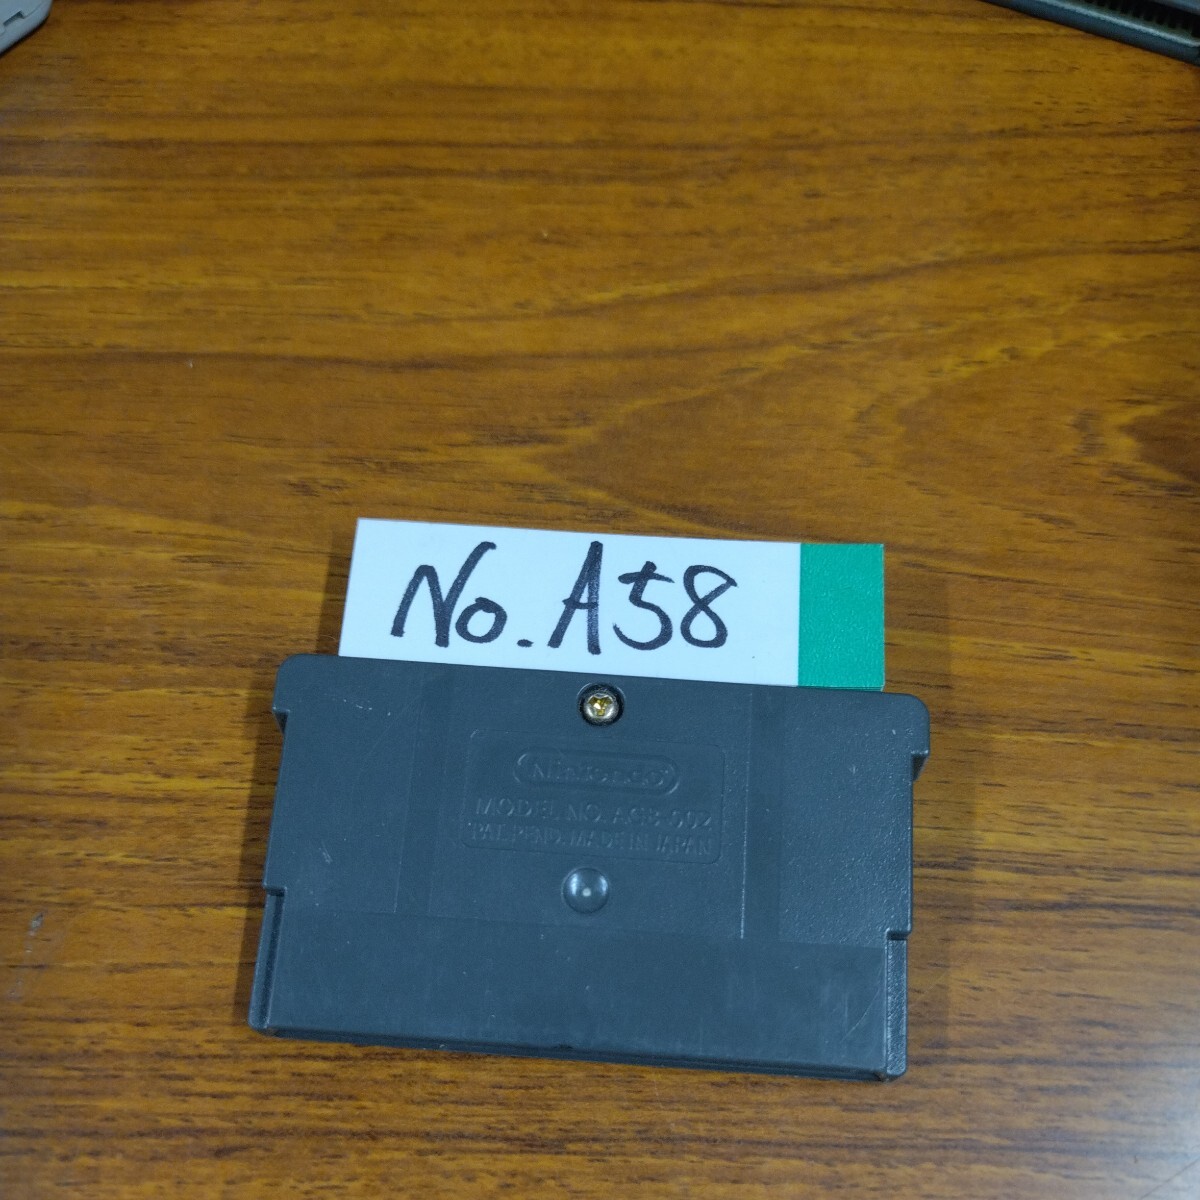 No. A58
Nintendo
MODEL NO. AGB-002
PAT. PEND. MADE IN JAPAN